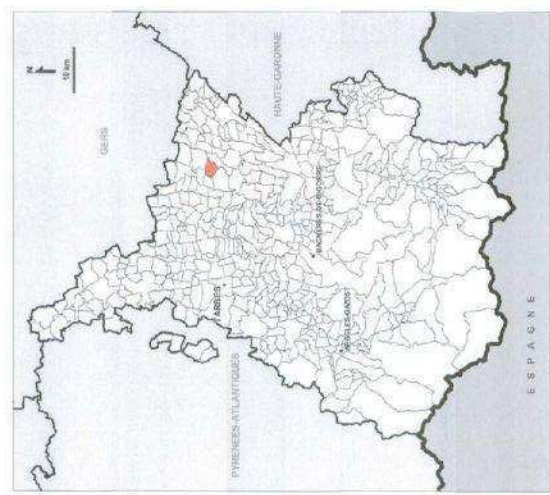 N
10 km
GERS
HAUTE-GARONNE
TARBES
BAGNERES-DE-BIGORRE
ARGELES-GAZOST
PYRENEES-ATLANTIQUES
ESPAGNE